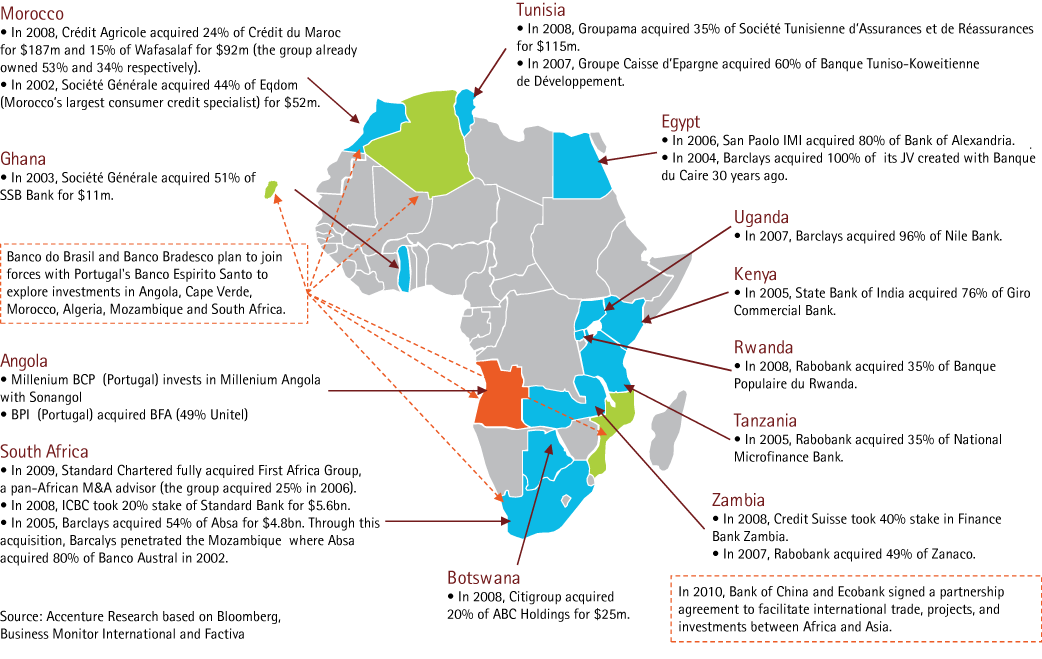 Morocco
• In 2008, Crédit Agricole acquired 24% of Crédit du Maroc
for $187m and 15% of Wafasalaf for $92m (the group already
owned 53% and 34% respectively).
• In 2002, Société Générale acquired 44% of Eqdom
(Morocco's largest consumer credit specialist) for $52m.
Tunisia
• In 2008, Groupama acquired 35% of Société Tunisienne d'Assurances et de Réassurances
for $115m.
• In 2007, Groupe Caisse d'Epargne acquired 60% of Banque Tuniso-Koweitienne
de Développement.
Egypt
• In 2006, San Paolo IMI acquired 80% of Bank of Alexandria.
• In 2004, Barclays acquired 100% of its JV created with Banque
du Caire 30 years ago.
Ghana
• In 2003, Société Générale acquired 51% of
SSB Bank for $11m.
Uganda
• In 2007, Barclays acquired 96% of Nile Bank.
Banco do Brasil and Banco Bradesco plan to join
forces with Portugal's Banco Espirito Santo to
explore investments in Angola, Cape Verde,
Morocco, Algeria, Mozambique and South Africa.
Kenya
• In 2005, State Bank of India acquired 76% of Giro
Commercial Bank.
Rwanda
• In 2008, Rabobank acquired 35% of Banque
Populaire du Rwanda.
Angola
• Millenium BCP (Portugal) invests in Millenium Angola
with Sonangol
• BPI (Portugal) acquired BFA (49% Unitel)
Tanzania
• In 2005, Rabobank acquired 35% of National
Microfinance Bank.
South Africa
• In 2009, Standard Chartered fully acquired First Africa Group,
a pan-African M&A advisor (the group acquired 25% in 2006).
• In 2008, ICBC took 20% stake of Standard Bank for $5.6bn.
• In 2005, Barclays acquired 54% of Absa for $4.8bn. Through this
acquisition, Barcalys penetrated the Mozambique where Absa
acquired 80% of Banco Austral in 2002.
Zambia
• In 2008, Credit Suisse took 40% stake in Finance
Bank Zambia.
• In 2007, Rabobank acquired 49% of Zanaco.
Botswana
• In 2008, Citigroup acquired
20% of ABC Holdings for $25m.
In 2010, Bank of China and Ecobank signed a partnership
agreement to facilitate international trade, projects, and
investments between Africa and Asia.
Source: Accenture Research based on Bloomberg,
Business Monitor International and Factiva